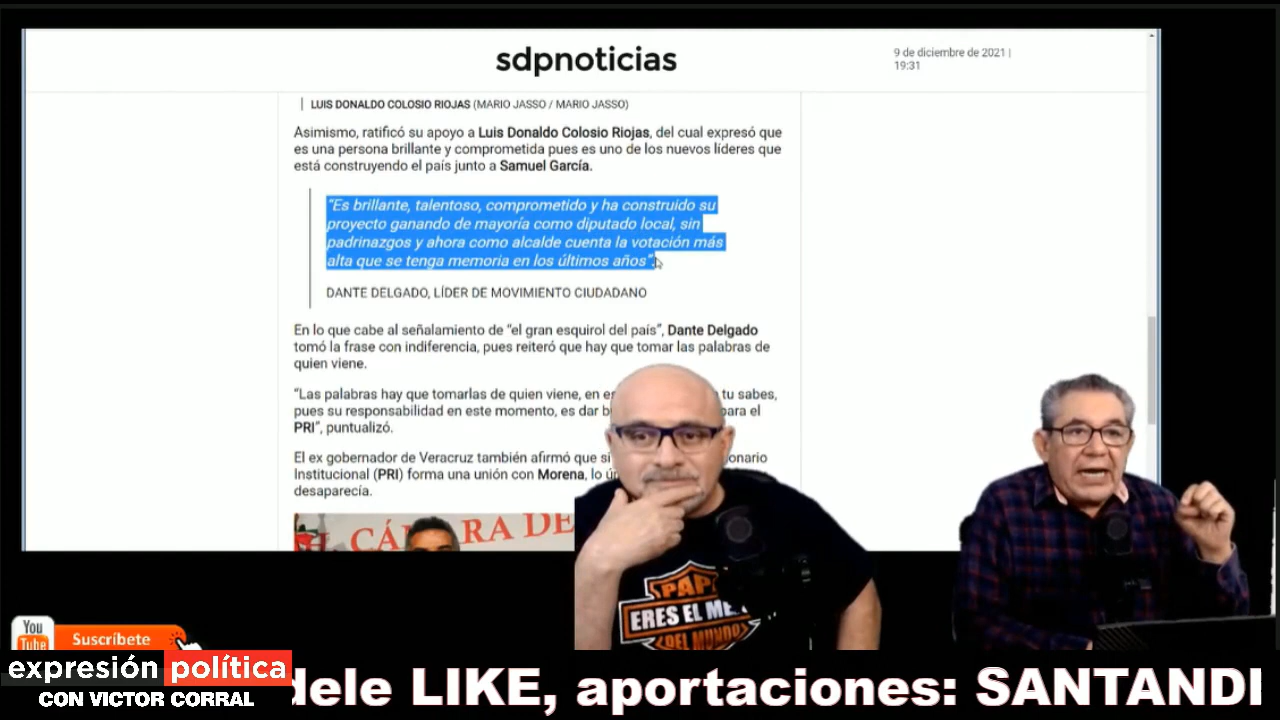 sdpnoticias
9 de diciembre de 2021 |
19:31
LUIS DONALDO COLOSIO RIOJAS (MARIO JASSO / MARIO JASSO)
Asimismo, ratificó su apoyo a Luis Donaldo Colosio Riojas, del cual expresó que
es una persona brillante y comprometida pues es uno de los nuevos líderes que
está construyendo el país junto a Samuel García.
“Es brillante, talentoso, comprometido y ha construido su
proyecto ganando de mayoría como diputado local, sin
padrinazgos y ahora como alcalde cuenta la votación más
alta que se tenga memoria en los últimos años”.
DANTE DELGADO, LÍDER DE MOVIMIENTO CIUDADANO
En lo que cabe al señalamiento de “el gran esquirol del país”, Dante Delgado
tomó la frase con indiferencia, pues reiteró que hay que tomar las palabras de
quien viene.
“Las palabras hay que tomarlas de quien viene, en es tu sabes,
pues su responsabilidad en este momento, es dar b para el
PRI”, puntualizó.
El ex gobernador de Veracruz también afirmó que si onario
Institucional (PRI) forma una unión con Morena, lo ún
desaparecía.
CÁMARA DE
PAPÁ
ERES EL ME
DEL MUNDO
You
Tube
Suscríbete
expresión política
CON VICTOR CORRAL
dele LIKE, aportaciones: SANTAND